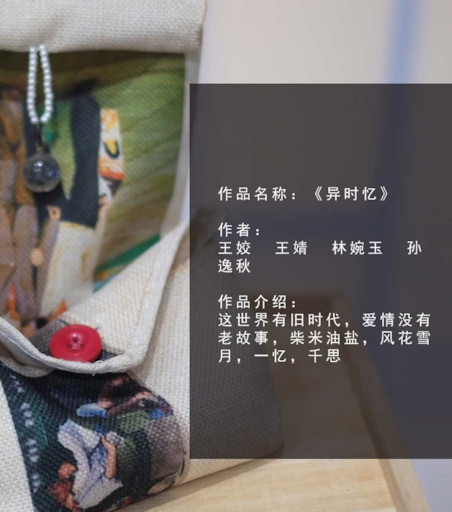 作品名称：《异时忆》
作者：
王姣 王婧 林婉玉 孙
逸秋
作品介绍：
这世界有旧时代，爱情没有
老故事，柴米油盐，风花雪
月，一忆，千思